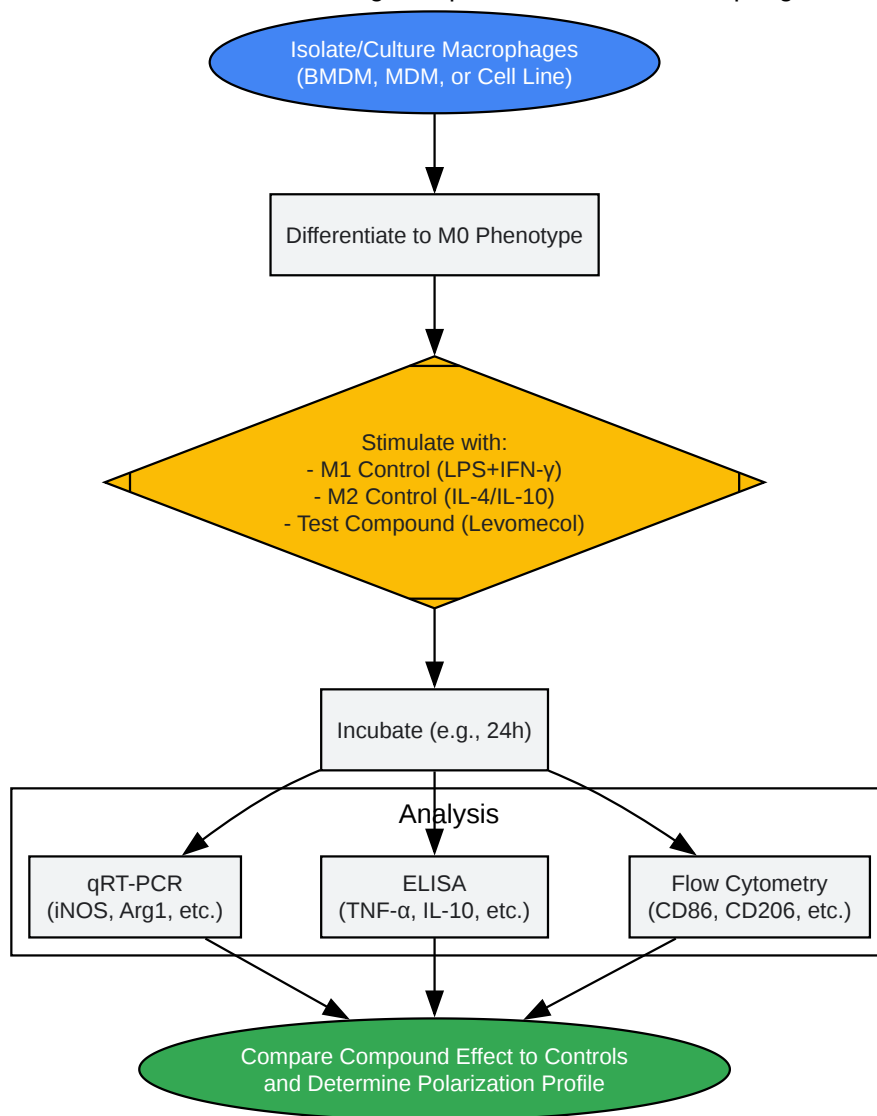 Isolate/Culture Macrophages
(BMDM, MDM, or Cell Line)
Differentiate to M0 Phenotype
Stimulate with:
- M1 Control (LPS+IFN-γ)
- M2 Control (IL-4/IL-10)
- Test Compound (Levomecol)
Incubate (e.g., 24h)
Analysis
qRT-PCR
(iNOS, Arg1, etc.)
ELISA
(TNF-α, IL-10, etc.)
Flow Cytometry
(CD86, CD206, etc.)
Compare Compound Effect to Controls
and Determine Polarization Profile